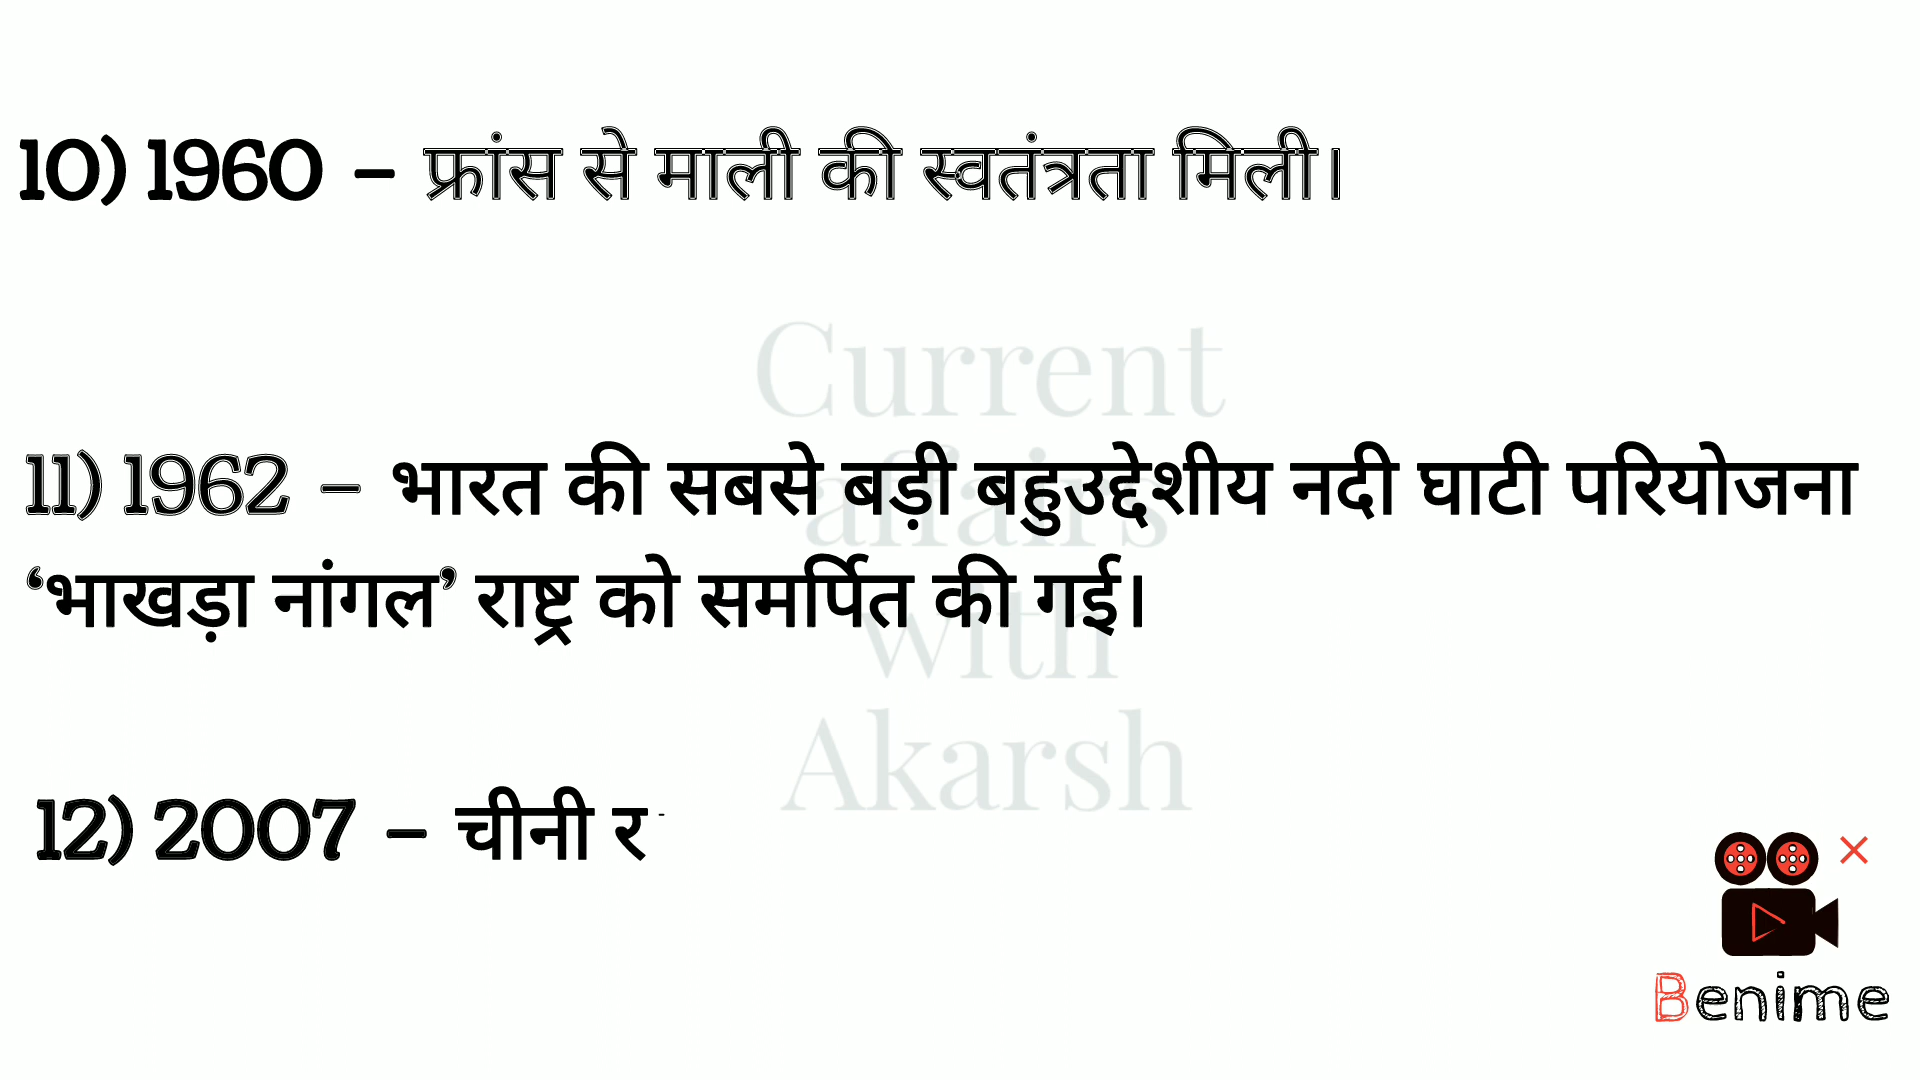 10) 1960 – फ्रांस से माली की स्वतंत्रता मिली।
Current
11) 1962 – भारत की सबसे बड़ी बहुउद्देशीय नदी घाटी परियोजना
affairs
‘भाखड़ा नांगल’ राष्ट्र को समर्पित की गई।
with
Akarsh
12) 2007 – चीनी र
Benime